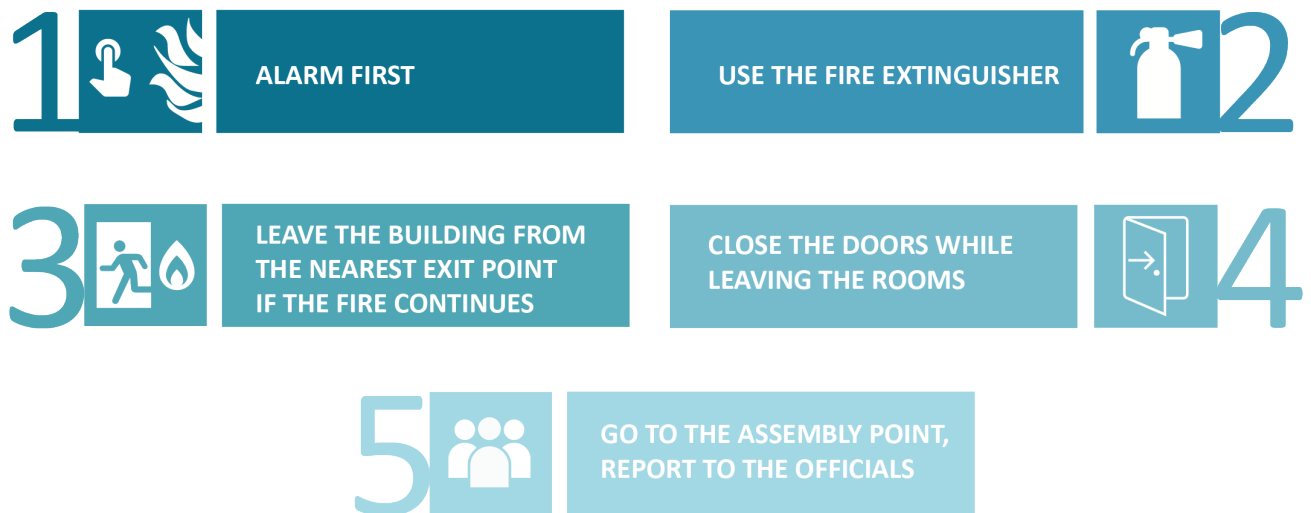 1
ALARM FIRST
USE THE FIRE EXTINGUISHER
2
3
LEAVE THE BUILDING FROM
THE NEAREST EXIT POINT
IF THE FIRE CONTINUES
CLOSE THE DOORS WHILE
LEAVING THE ROOMS
4
5
GO TO THE ASSEMBLY POINT,
REPORT TO THE OFFICIALS